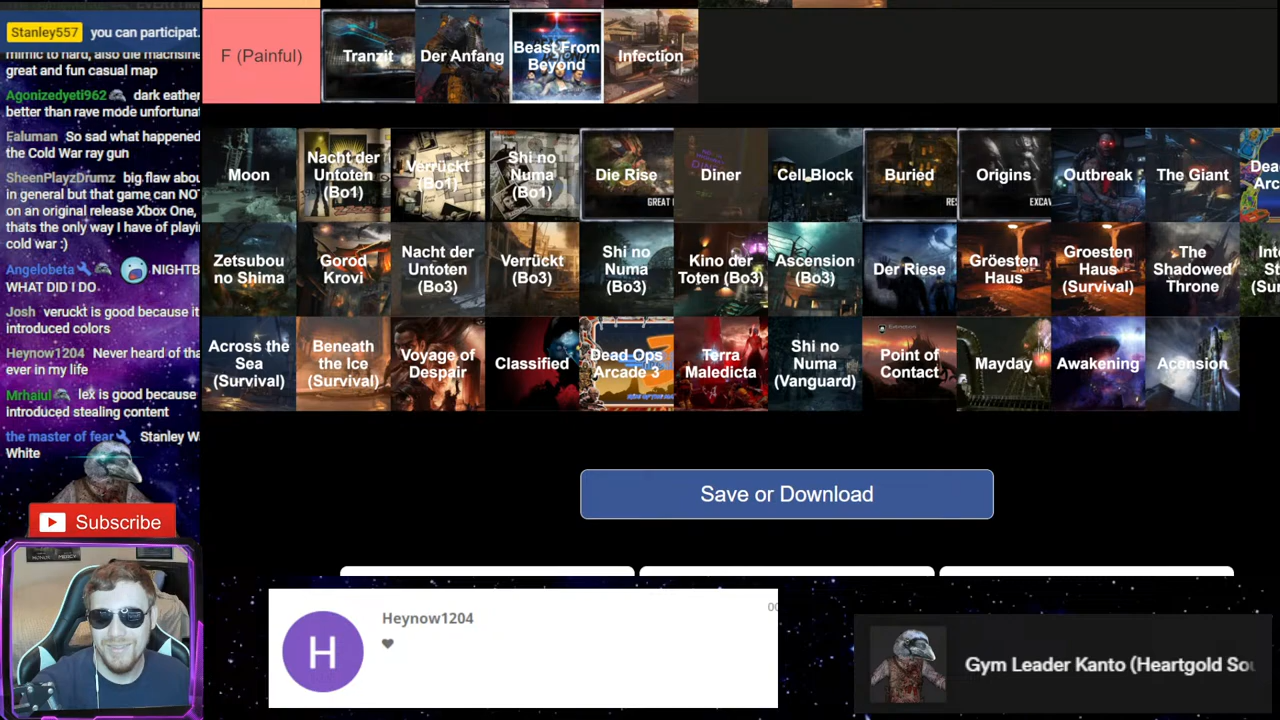 Stanley557 you can participat.
mimic to hard, also die machsine
great and fun casual map
Agonizedyeti962 dark eather
better than rave mode unfortunat
Ealuman So sad what happened
the Cold War ray gun
SheenPlayzDrumz big flaw abou
in general but that game can NOT
on an original release Xbox One,
thats the only way I have of playi
cold war :)
Angelobeta NIGHTB
WHAT DID I DO
Josh veruckt is good because it
introduced colors
Heynow1204 Never heard of tha
ever in my life
Mrhaiul lex is good because
introduced stealing content
the master of fear Stanley W
White
Subscribe
F (Painful)
Tranzit
Der Anfang
Beast From
Beyond
Infection
Moon
Nacht der
Untoten
(Bo1)
Verrückt
(Bo1)
Shi no
Numa
(Bo1)
Die Rise
GREAT
Diner
Cell Block
Buried
Origins
EXCAV
Outbreak
The Giant
Dea
Arc
Zetsubou
no Shima
Gorod
Krovi
Nacht der
Untoten
(Bo3)
Verrückt
(Bo3)
Shi no
Numa
(Bo3)
Kino der
Toten (Bo3)
Ascension
(Bo3)
Der Riese
Gröesten
Haus
Groesten
Haus
(Survival)
The
Shadowed
Throne
Int
St
(Su
Across the
Sea
(Survival)
Beneath
the Ice
(Survival)
Voyage of
Despair
Classified
Dead Ops
Arcade 3
Terra
Maledicta
Shi no
Numa
(Vanguard)
Point of
Contact
Mayday
Awakening
Acension
Save or Download
H
Heynow1204
Gym Leader Kanto (Heartgold So